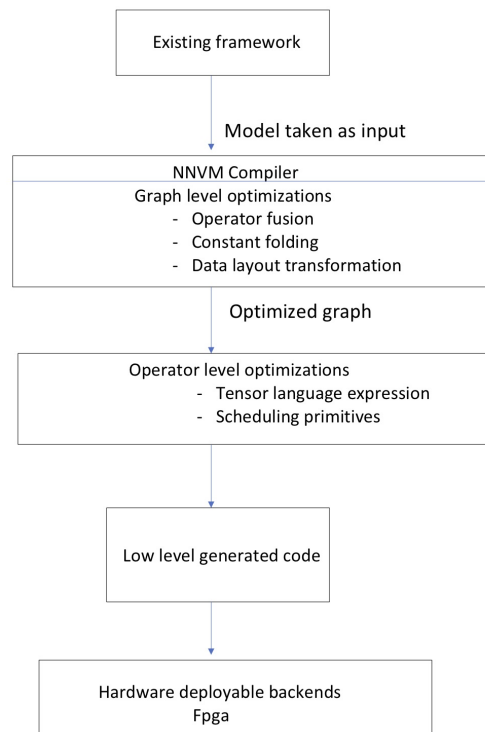 Existing framework
Model taken as input
NNVM Compiler
Graph level optimizations
- Operator fusion
- Constant folding
- Data layout transformation
Optimized graph
Operator level optimizations
- Tensor language expression
- Scheduling primitives
Low level generated code
Hardware deployable backends
Fpga